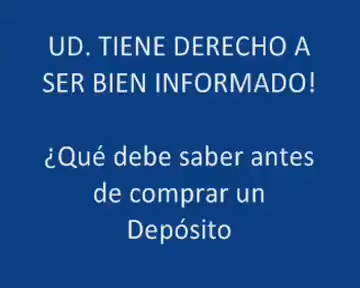 UD. TIENE DERECHO A
SER BIEN INFORMADO!
¿Qué debe saber antes
de comprar un
Depósito